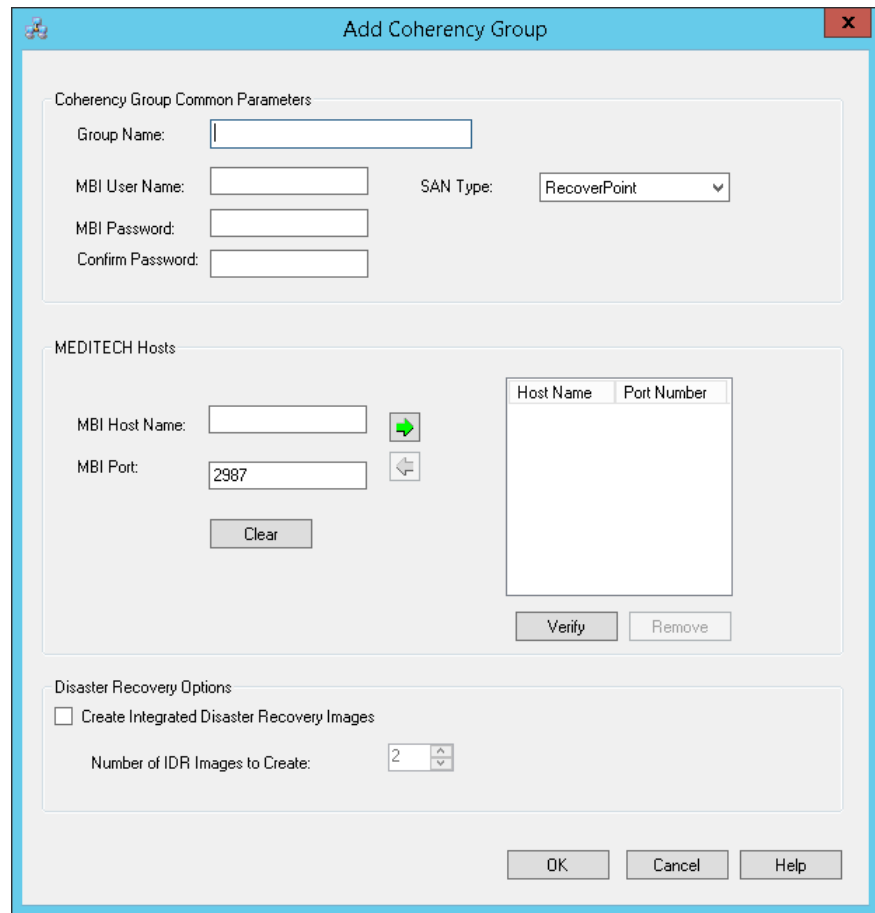 Add Coherency Group
x
Coherency Group Common Parameters
Group Name:
MBI User Name:
SAN Type:
RecoverPoint
MBI Password:
Confirm Password:
MEDITECH Hosts
Host Name
Port Number
MBI Host Name:
MBI Port:
2987
Clear
Verify
Remove
Disaster Recovery Options
Create Integrated Disaster Recovery Images
Number of IDR Images to Create:
2
OK
Cancel
Help